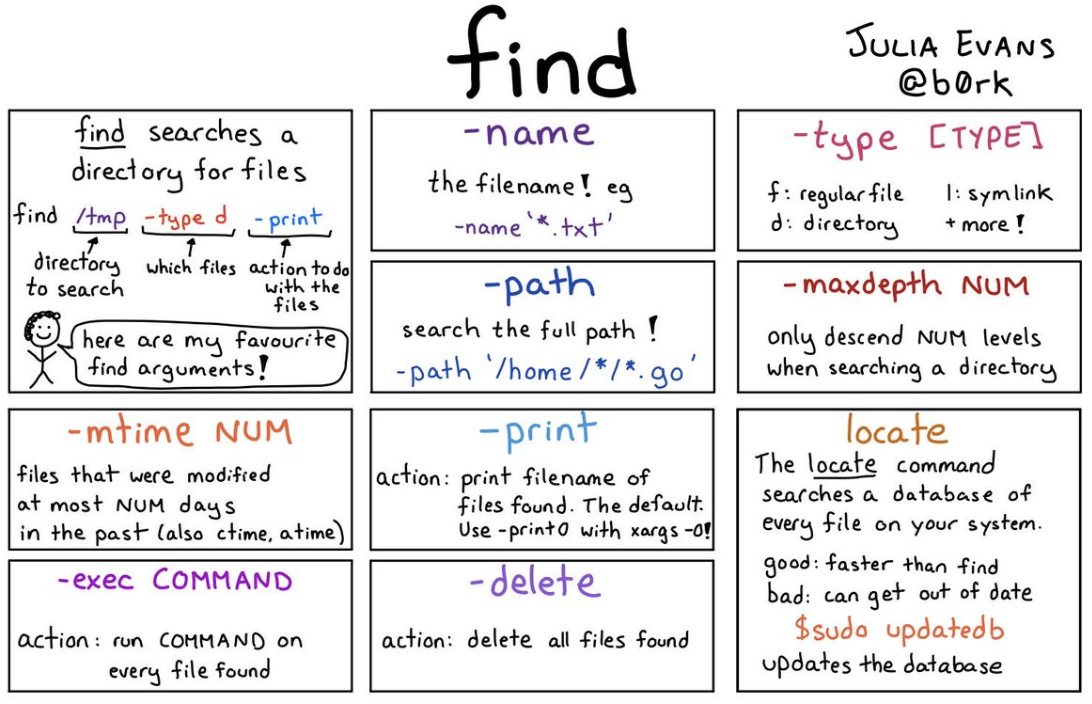 find
JULIA EVANS
@b0rk
find searches a
directory for files
find /tmp -type d -print
directory
to search
which files
action to do
with the
files
here are my favourite
find arguments!
-name
the filename! eg
-name '*.txt'
-type [TYPE]
f: regular file l: symlink
d: directory + more!
-path
search the full path!
-path '/home/*/*.go'
-maxdepth NUM
only descend NUM levels
when searching a directory
-mtime NUM
files that were modified
at most NUM days
in the past (also ctime, atime)
-print
action: print filename of
files found. The default.
Use -print0 with xargs -0!
locate
The locate command
searches a database of
every file on your system.
good: faster than find
bad: can get out of date
$sudo updatedb
updates the database
-exec COMMAND
action: run COMMAND on
every file found
-delete
action: delete all files found